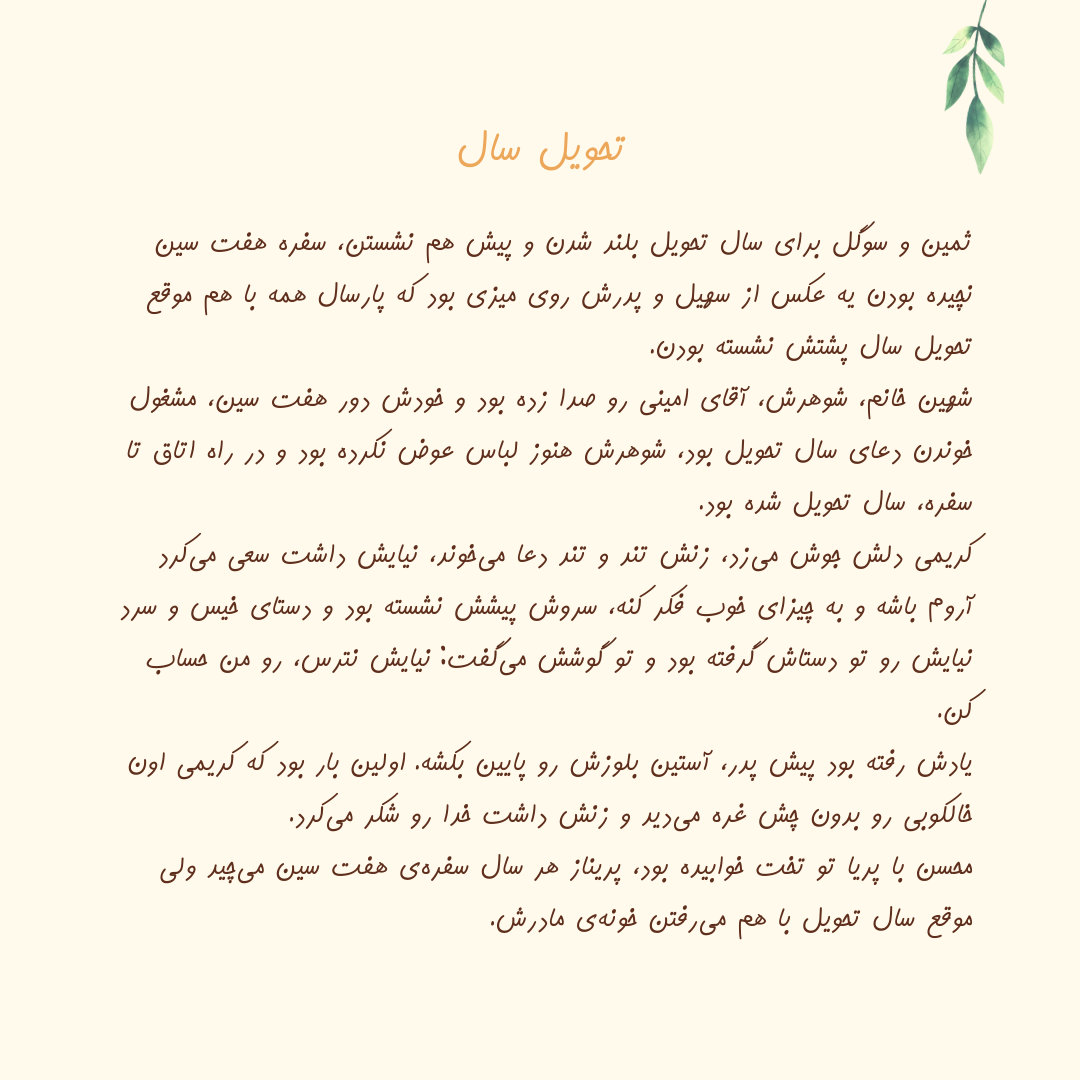 تحویل سال
ثمین و سوگل برای سال تحویل بلند شدن و پیش هم نشستن، سفره هفت سین
نچیده بودن یه عکس از سهیل و پدرش روی میزی بود که پارسال همه با هم موقع
تحویل سال پشتش نشسته بودن.
شهین خانم، شوهرش، آقای امینی رو صدا زده بود و خودش دور هفت سین، مشغول
خوندن دعای سال تحویل بود، شوهرش هنوز لباس عوض نکرده بود و در راه اتاق تا
سفره، سال تحویل شده بود.
کریمی دلش جوش می‌زد، زنش تند و تند دعا می‌خوند، نیایش داشت سعی می‌کرد
آروم باشه و به چیزای خوب فکر کنه، سروش پیشش نشسته بود و دستای خیس و سرد
نیایش رو تو دستاش گرفته بود و تو گوشش می‌گفت: نیایش نترس، رو من حساب
کن.
یادش رفته بود پیش پدر، آستین بلوزش رو پایین بکشه. اولین بار بود که کریمی اون
خالکوبی رو بدون چش غره می‌دید و زنش داشت خدا رو شکر می‌کرد.
محسن با پریا تو تخت خوابیده بود، پریناز هر سال سفره‌ی هفت سین می‌چید ولی
موقع سال تحویل با هم می‌رفتن خونه‌ی مادرش.